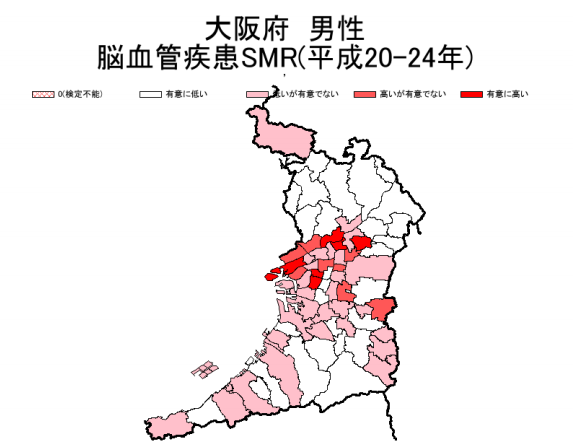 大阪府 男性
脳血管疾患SMR(平成20-24年)
0(検定不能) 有意に低い 低いが有意でない 高いが有意でない 有意に高い